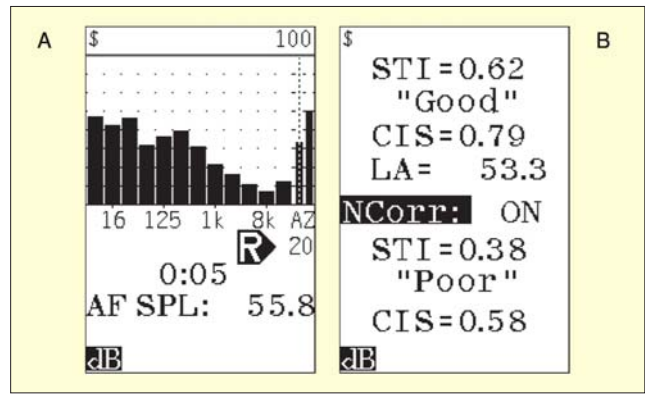 A
$ 100
16 125 1k 8k AZ
R 20
0:05
AF SPL: 55.8
dB
$
STI=0.62
"Good"
CIS=0.79
LA= 53.3
NCorr: ON
STI=0.38
"Poor"
CIS=0.58
dB
B